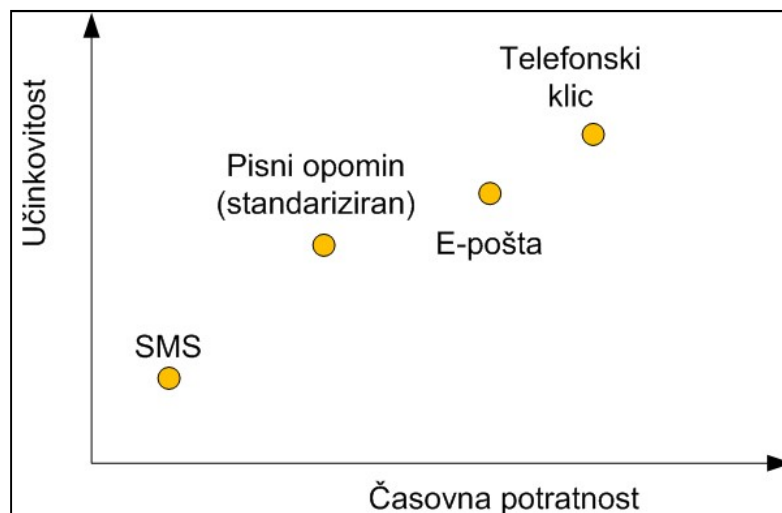 Učinkovitost
Telefonski
klic
Pisni opomin
(standariziran)
E-pošta
SMS
Časovna potratnost